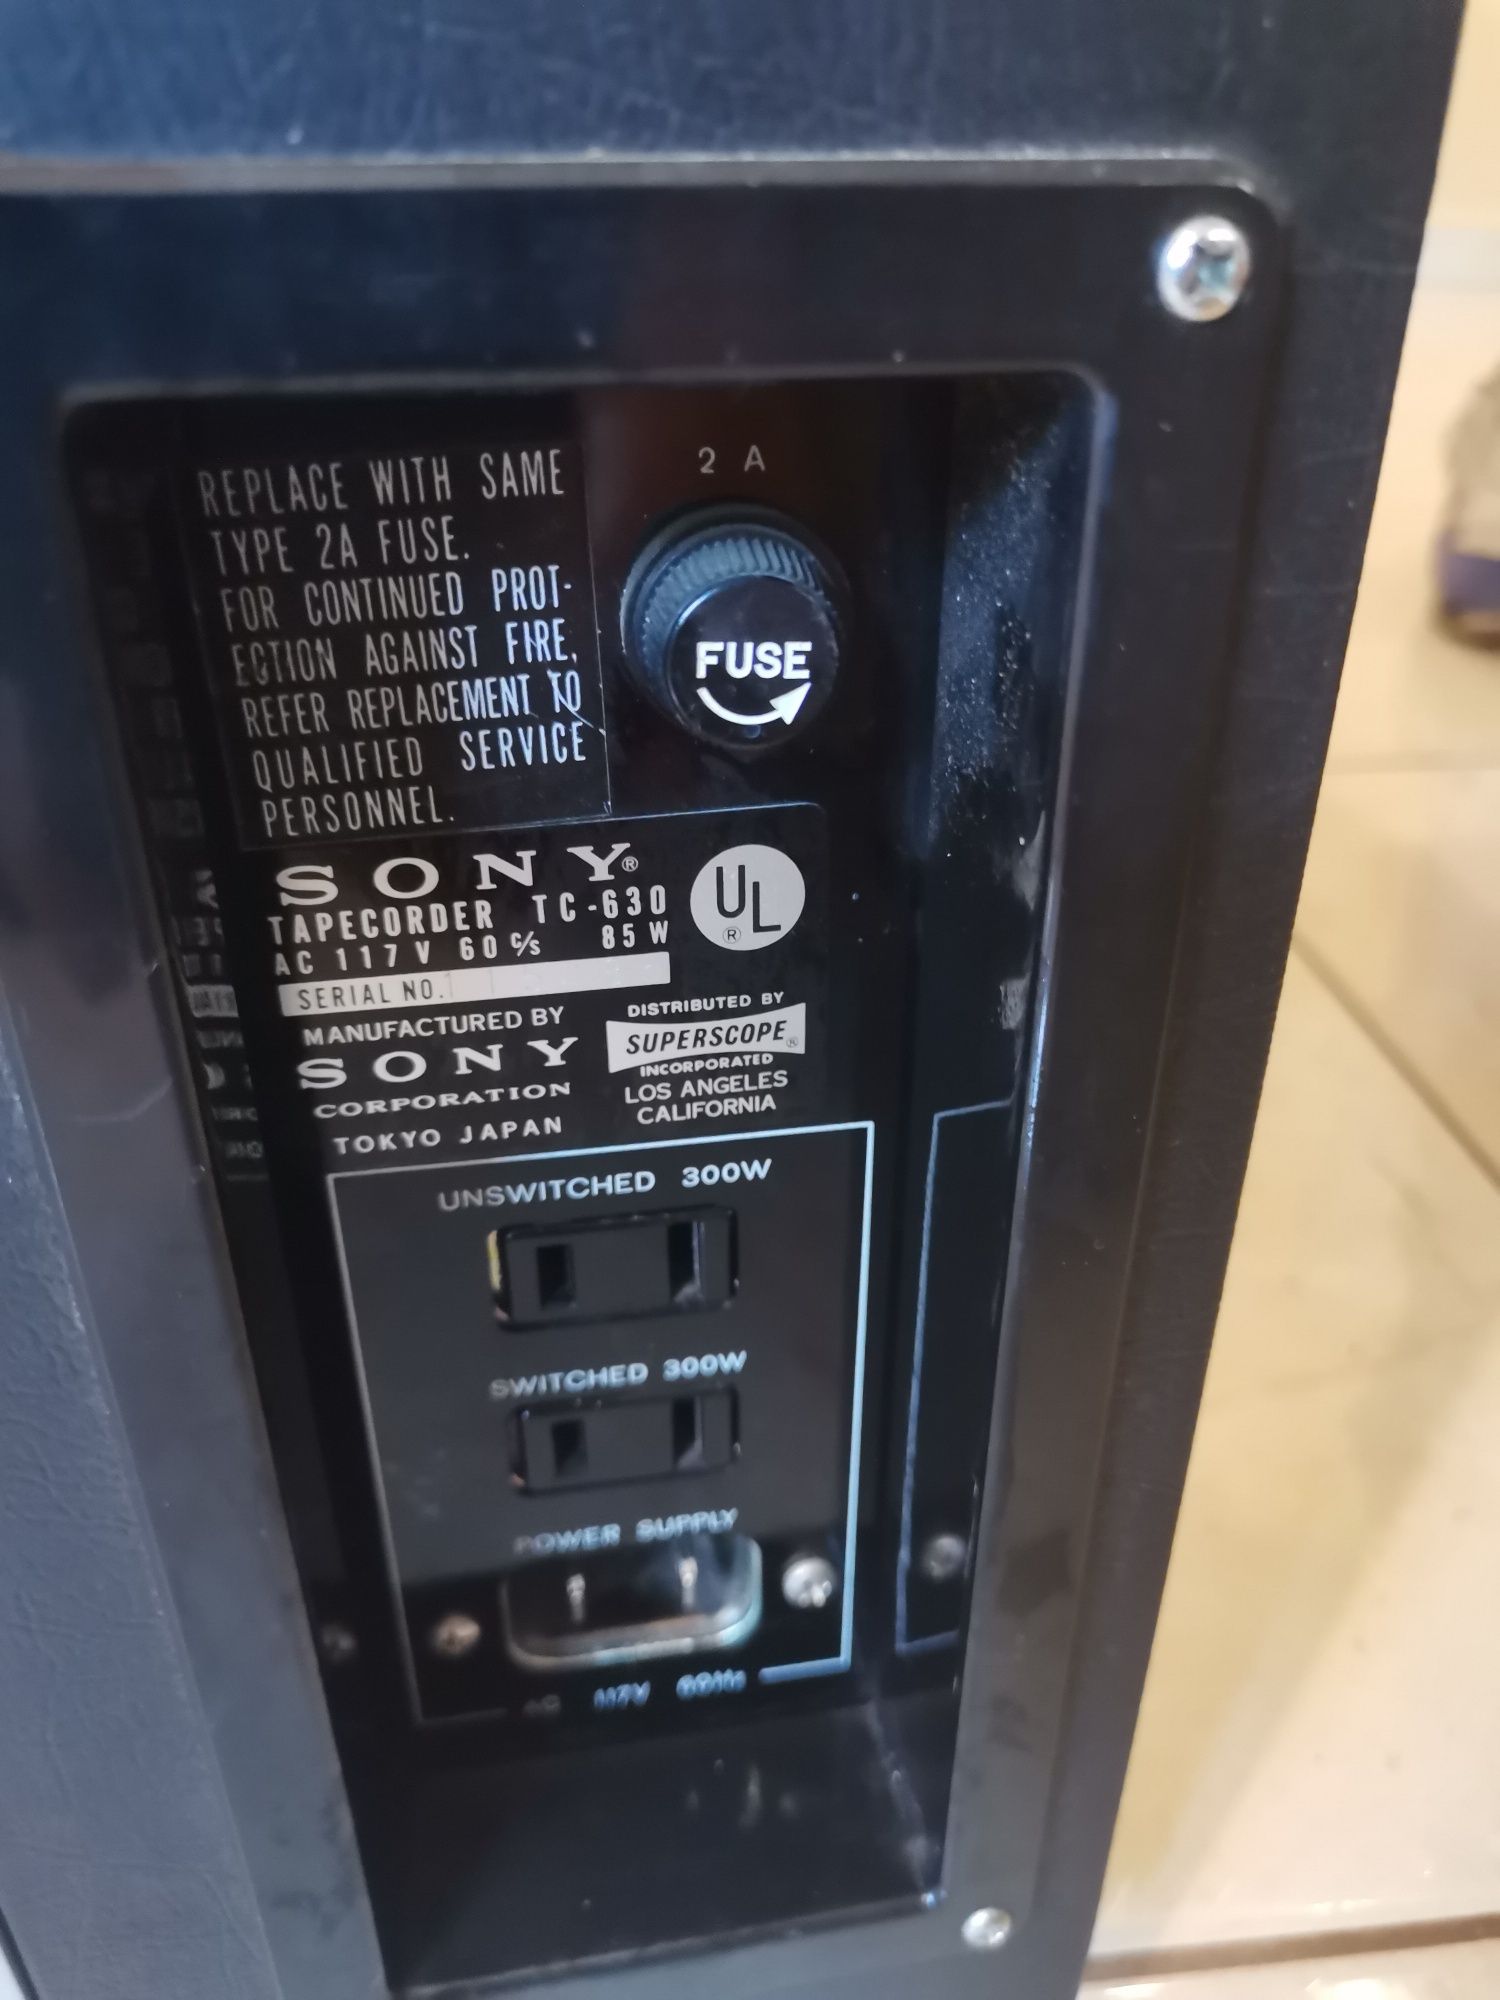 2 A
REPLACE WITH SAME
TYPE 2A FUSE.
FOR CONTINUED PROT-
ECTION AGAINST FIRE,
REFER REPLACEMENT TO
QUALIFIED SERVICE
PERSONNEL.
FUSE
SONY®
TAPECORDER TC-630
AC 117V 60 c/s 85W
UL®
SERIAL NO.
MANUFACTURED BY
SONY
CORPORATION
TOKYO JAPAN
DISTRIBUTED BY
SUPERSCOPE®
INCORPORATED
LOS ANGELES
CALIFORNIA
UNSWITCHED 300W
SWITCHED 300W
POWER SUPPLY
AC 117V 60Hz